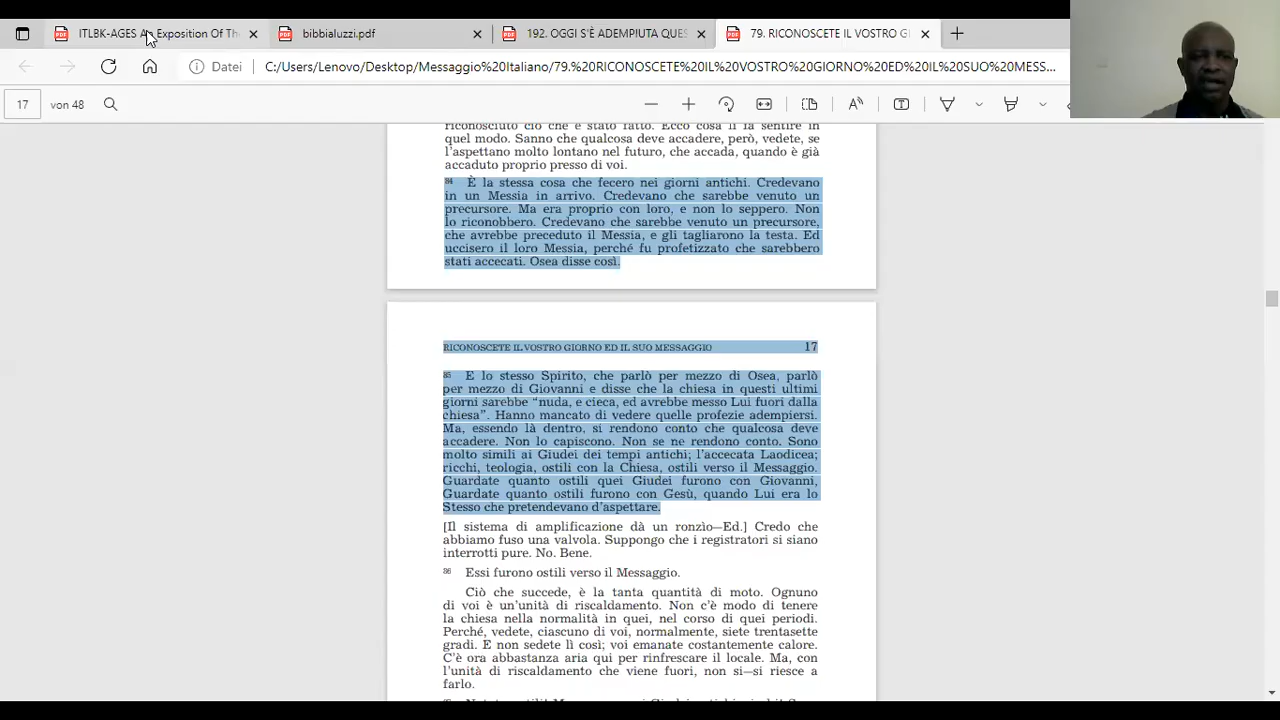 ITLBK-AGES An Exposition Of Th
bibbialuzzi.pdf
192. OGGI S'È ADEMPIUTA QUES
79. RICONOSCETE IL VOSTRO GI
Datei
C:/Users/Lenovo/Desktop/Messaggio%20Italiano/79.%20RICONOSCETE%20IL%20VOSTRO%20GIORNO%20ED%20IL%20SUO%20MESS...
17 von 48
riconosciuto ciò che è stato fatto. Ecco cosa li fa sentire in
quel modo. Sanno che qualcosa deve accadere, però, vedete, se
l'aspettano molto lontano nel futuro, che accada, quando è già
accaduto proprio presso di voi.
84 È la stessa cosa che fecero nei giorni antichi. Credevano
in un Messia in arrivo. Credevano che sarebbe venuto un
precursore. Ma era proprio con loro, e non lo seppero. Non
lo riconobbero. Credevano che sarebbe venuto un precursore,
che avrebbe preceduto il Messia, e gli tagliarono la testa. Ed
uccisero il loro Messia, perché fu profetizzato che sarebbero
stati accecati. Osea disse così.
RICONOSCETE IL VOSTRO GIORNO ED IL SUO MESSAGGIO 17
85 E lo stesso Spirito, che parlò per mezzo di Osea, parlò
per mezzo di Giovanni e disse che la chiesa in questi ultimi
giorni sarebbe “nuda, e cieca, ed avrebbe messo Lui fuori dalla
chiesa”. Hanno mancato di vedere quelle profezie adempiersi.
Ma, essendo là dentro, si rendono conto che qualcosa deve
accadere. Non lo capiscono. Non se ne rendono conto. Sono
molto simili ai Giudei dei tempi antichi; l'accecata Laodicea;
ricchi, teologia, ostili con la Chiesa, ostili verso il Messaggio.
Guardate quanto ostili quei Giudei furono con Giovanni,
Guardate quanto ostili furono con Gesù, quando Lui era lo
Stesso che pretendevano d'aspettare.
[Il sistema di amplificazione dà un ronzìo—Ed.] Credo che
abbiamo fuso una valvola. Suppongo che i registratori si siano
interrotti pure. No. Bene.
86 Essi furono ostili verso il Messaggio.
Ciò che succede, è la tanta quantità di moto. Ognuno
di voi è un'unità di riscaldamento. Non c'è modo di tenere
la chiesa nella normalità in quei, nel corso di quei periodi.
Perché, vedete, ciascuno di voi, normalmente, siete trentasette
gradi. E non sedete lì così; voi emanate costantemente calore.
C'è ora abbastanza aria qui per rinfrescare il locale. Ma, con
l'unità di riscaldamento che viene fuori, non si—si riesce a
farlo.